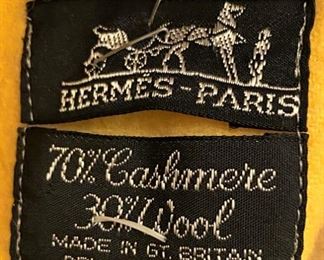 HERMÈS-PARIS
70% Cashmere
30% Wool
MADE IN GT. BRITAIN